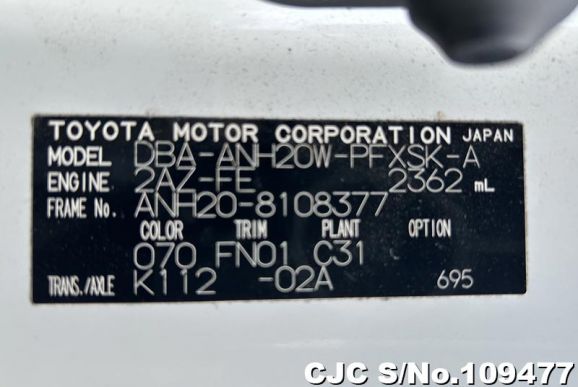 TOYOTA MOTOR CORPORATION JAPAN
MODEL DBA-ANH20W-PFXSK-A
ENGINE 2AZ-FE 2362 mL
FRAME No. ANH20-8108377
COLOR TRIM PLANT OPTION
070 FN01 C31
TRANS./AXLE K112 -02A 695
CJC S/No.109477